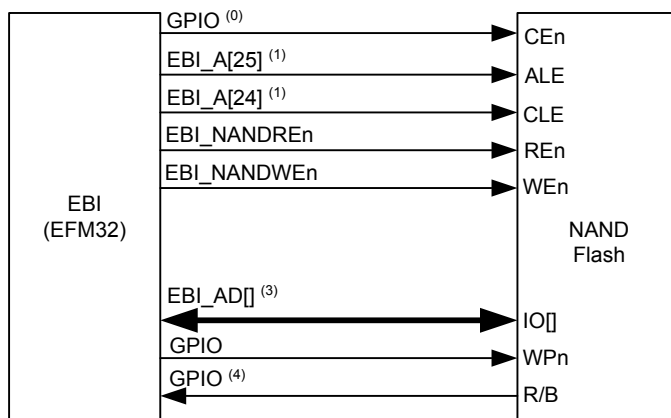 GPIO (0)
CEn
EBI_A[25] (1)
ALE
EBI_A[24] (1)
CLE
EBI_NANDREn
REn
EBI_NANDWEn
WEn
EBI
(EFM32)
NAND
Flash
EBI_AD[] (3)
IO[]
GPIO
WPn
GPIO (4)
R/B